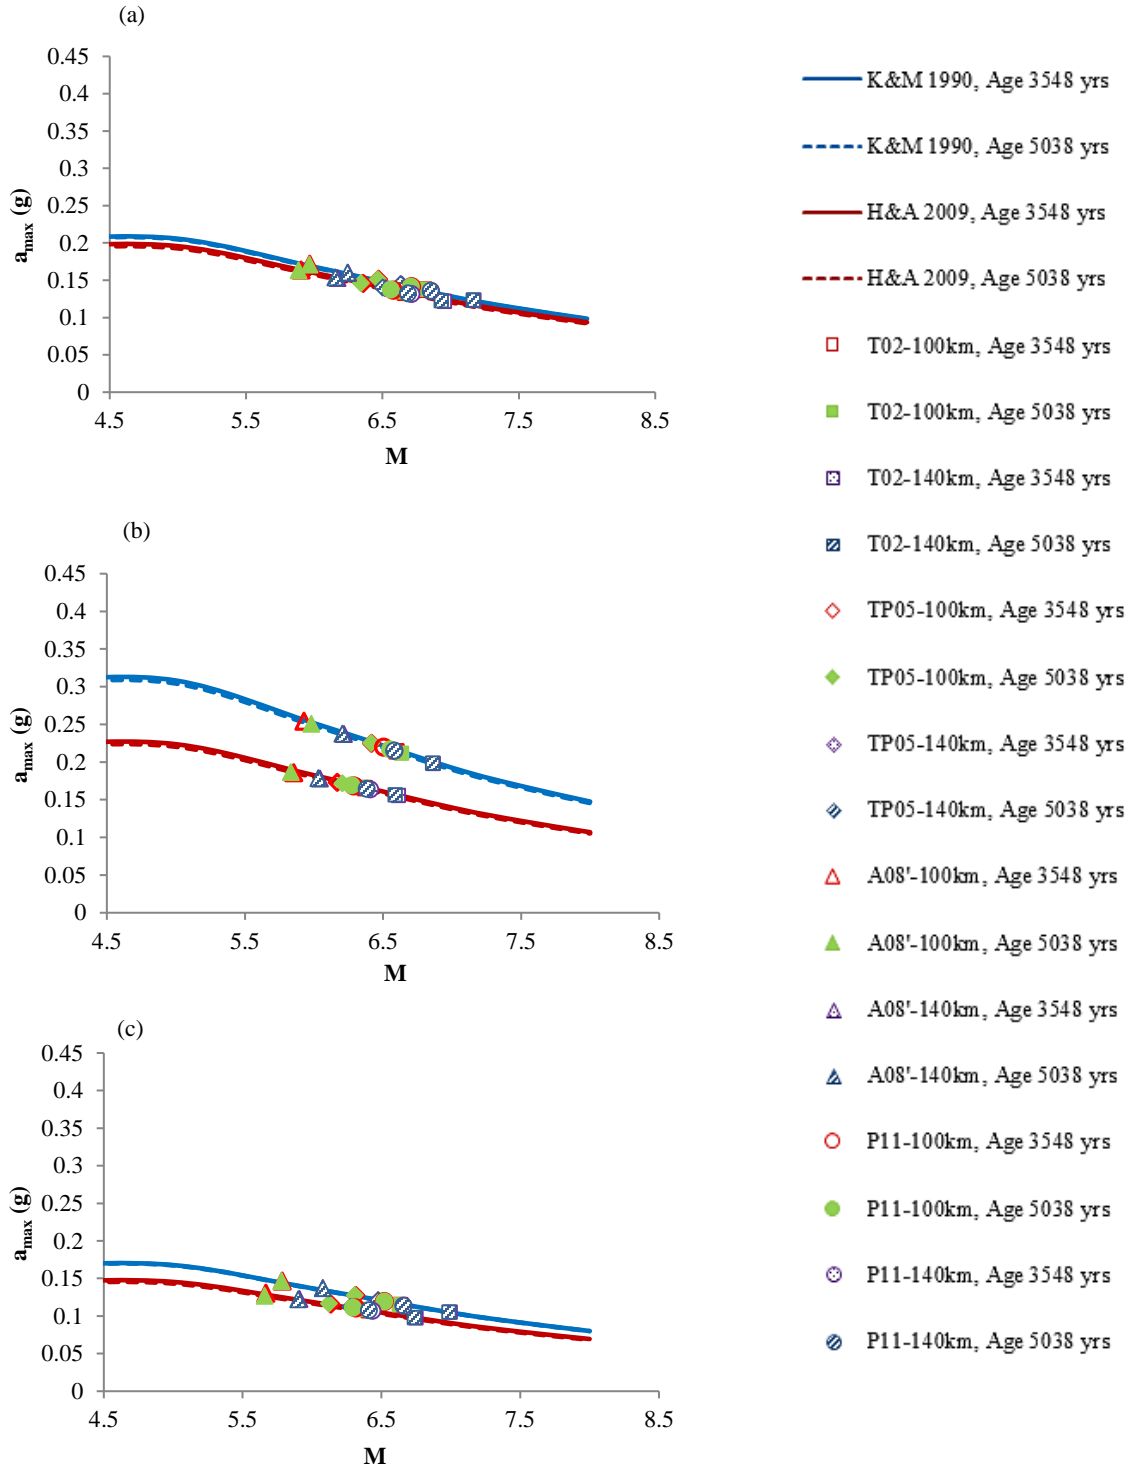 (a)
0.45
0.4
0.35
0.3
0.25
0.2
0.15
0.1
0.05
0
4.5 5.5 6.5 7.5 8.5
a_max (g)
M
(b)
0.45
0.4
0.35
0.3
0.25
0.2
0.15
0.1
0.05
0
4.5 5.5 6.5 7.5 8.5
a_max (g)
M
(c)
0.45
0.4
0.35
0.3
0.25
0.2
0.15
0.1
0.05
0
4.5 5.5 6.5 7.5 8.5
a_max (g)
M
K&M 1990, Age 3548 yrs
K&M 1990, Age 5038 yrs
H&A 2009, Age 3548 yrs
H&A 2009, Age 5038 yrs
T02-100km, Age 3548 yrs
T02-100km, Age 5038 yrs
T02-140km, Age 3548 yrs
T02-140km, Age 5038 yrs
TP05-100km, Age 3548 yrs
TP05-100km, Age 5038 yrs
TP05-140km, Age 3548 yrs
TP05-140km, Age 5038 yrs
A08'-100km, Age 3548 yrs
A08'-100km, Age 5038 yrs
A08'-140km, Age 3548 yrs
A08'-140km, Age 5038 yrs
P11-100km, Age 3548 yrs
P11-100km, Age 5038 yrs
P11-140km, Age 3548 yrs
P11-140km, Age 5038 yrs